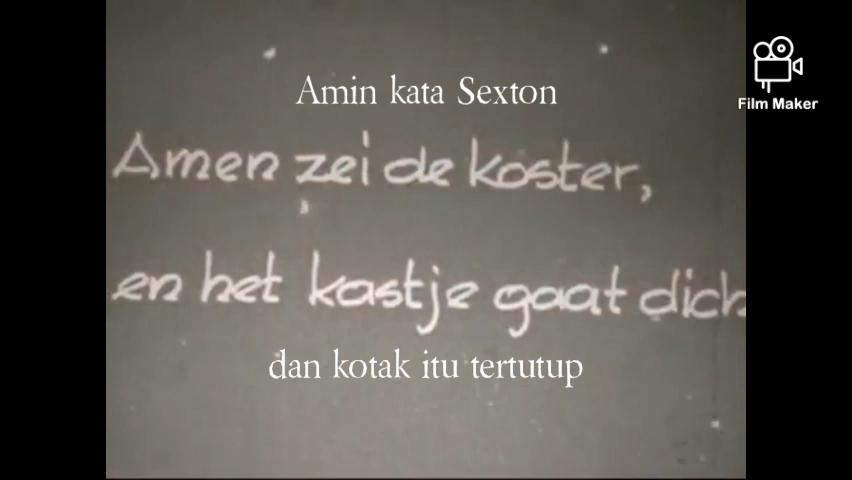 Amin kata Sexton
Film Maker
Amen zei de koster,
en het kastje gaat dich
dan kotak itu tertutup